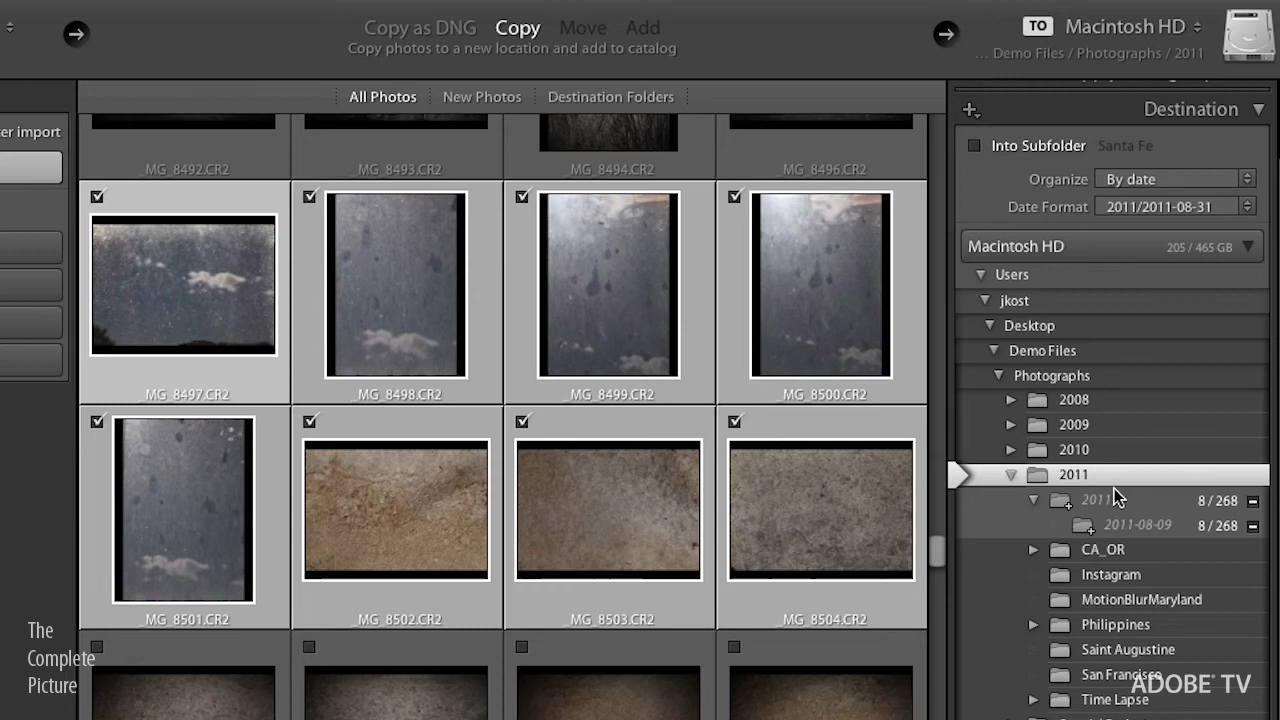 Copy as DNG Copy Move Add
Copy photos to a new location and add to catalog
TO Macintosh HD
... Demo Files / Photographs / 2011
All Photos New Photos Destination Folders
Destination
er import
Into Subfolder Santa Fe
Organize By date
Date Format 2011/2011-08-31
Macintosh HD 205 / 465 GB
Users
jkost
Desktop
Demo Files
Photographs
2008
2009
2010
2011
2011 8 / 268
2011-08-09 8 / 268
CA_OR
Instagram
MotionBlurMaryland
Philippines
Saint Augustine
San Francisco
Time Lapse
_MG_8492.CR2 _MG_8493.CR2 _MG_8494.CR2 _MG_8496.CR2
_MG_8497.CR2 _MG_8498.CR2 _MG_8499.CR2 _MG_8500.CR2
_MG_8501.CR2 _MG_8502.CR2 _MG_8503.CR2 _MG_8504.CR2
The
Complete
Picture
ADOBE® TV